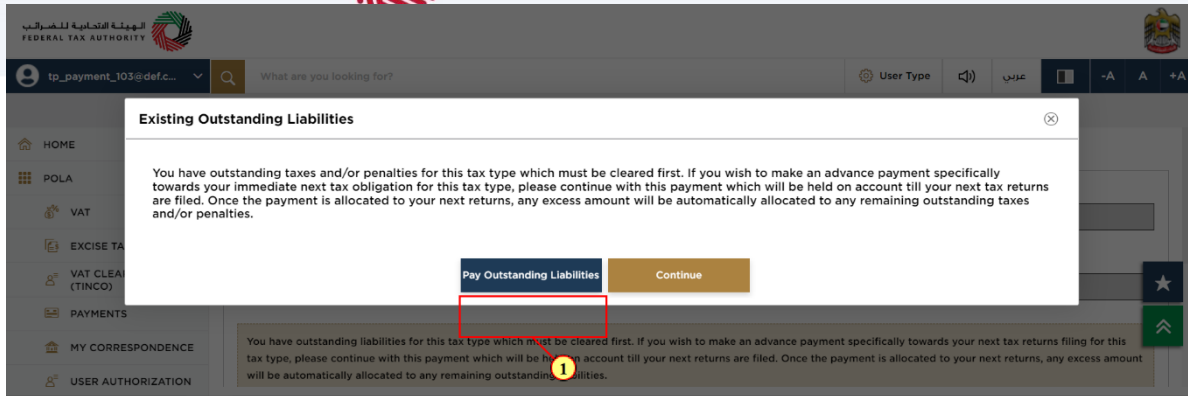 الهيئة الاتحادية للضرائب
FEDERAL TAX AUTHORITY
tp_payment_103@def.c...
What are you looking for?
User Type
عربي
-A
A
+A
Existing Outstanding Liabilities
HOME
You have outstanding taxes and/or penalties for this tax type which must be cleared first. If you wish to make an advance payment specifically
towards your immediate next tax obligation for this tax type, please continue with this payment which will be held on account till your next tax returns
are filed. Once the payment is allocated to your next returns, any excess amount will be automatically allocated to any remaining outstanding taxes
and/or penalties.
POLA
VAT
EXCISE TA
VAT CLEA
(TINCO)
Pay Outstanding Liabilities
Continue
PAYMENTS
MY CORRESPONDENCE
USER AUTHORIZATION
You have outstanding liabilities for this tax type which must be cleared first. If you wish to make an advance payment specifically towards your next tax returns filing for this
tax type, please continue with this payment which will be on account till your next returns are filed. Once the payment is allocated to your next returns, any excess amount
will be automatically allocated to any remaining outstanding
1